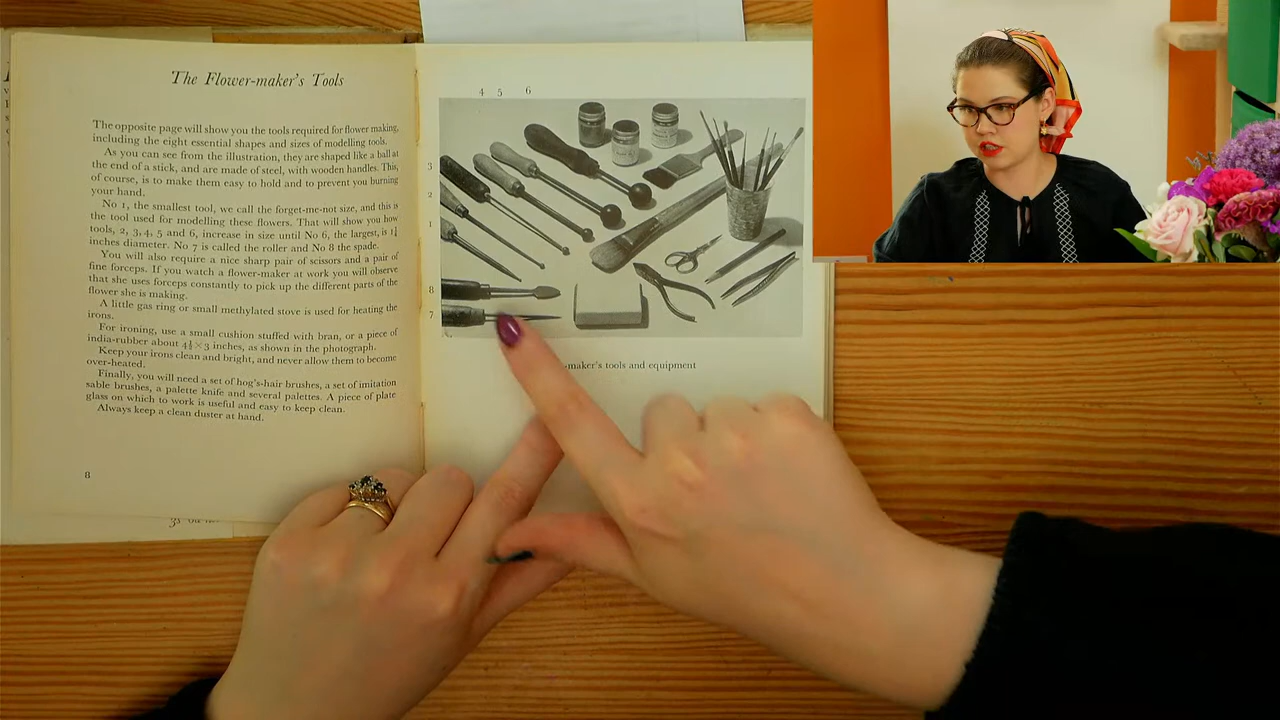 The Flower-maker's Tools
The opposite page will show you the tools required for flower making,
including the eight essential shapes and sizes of modelling tools.
As you can see from the illustration, they are shaped like a ball at
the end of a stick, and are made of steel, with wooden handles. This,
of course, is to make them easy to hold and to prevent you burning
your hand.
No 1, the smallest tool, we call the forget-me-not size, and this is
the tool used for modelling these flowers. That will show you how
tools, 2, 3, 4, 5 and 6, increase in size until No 6, the largest, is 1¼
inches diameter. No 7 is called the roller and No 8 the spade.
You will also require a nice sharp pair of scissors and a pair of
fine forceps. If you watch a flower-maker at work you will observe
that she uses forceps constantly to pick up the different parts of the
flower she is making.
A little gas ring or small methylated stove is used for heating the
irons.
For ironing, use a small cushion stuffed with bran, or a piece of
india-rubber about 4½ × 3 inches, as shown in the photograph.
Keep your irons clean and bright, and never allow them to become
over-heated.
Finally, you will need a set of hog's-hair brushes, a set of imitation
sable brushes, a palette knife and several palettes. A piece of plate
glass on which to work is useful and easy to keep clean.
Always keep a clean duster at hand.
8
4 5 6
3
2
1
8
7
-maker's tools and equipment